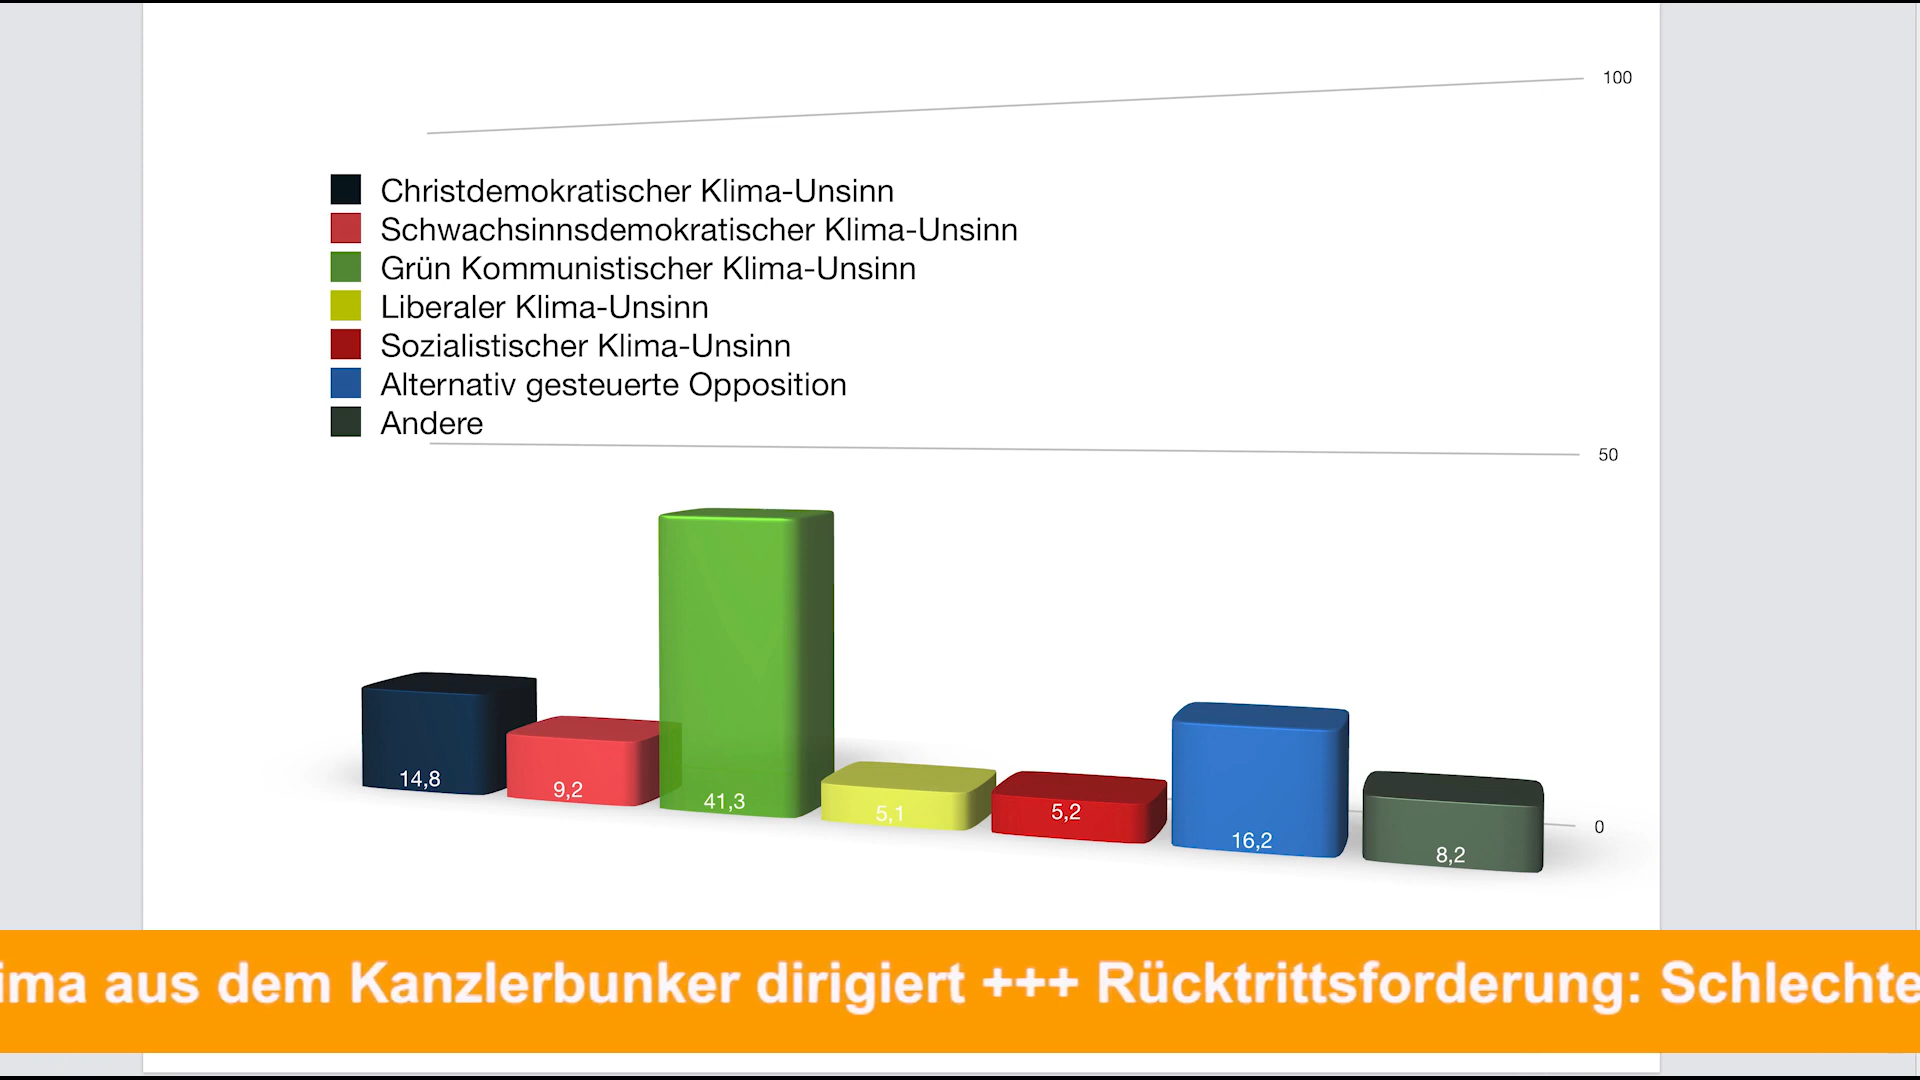 100
Christdemokratischer Klima-Unsinn
Schwachsinnsdemokratischer Klima-Unsinn
Grün Kommunistischer Klima-Unsinn
Liberaler Klima-Unsinn
Sozialistischer Klima-Unsinn
Alternativ gesteuerte Opposition
Andere
50
14,8
9,2
41,3
5,1
5,2
16,2
8,2
0
ima aus dem Kanzlerbunker dirigiert +++ Rücktrittsforderung: Schlechte